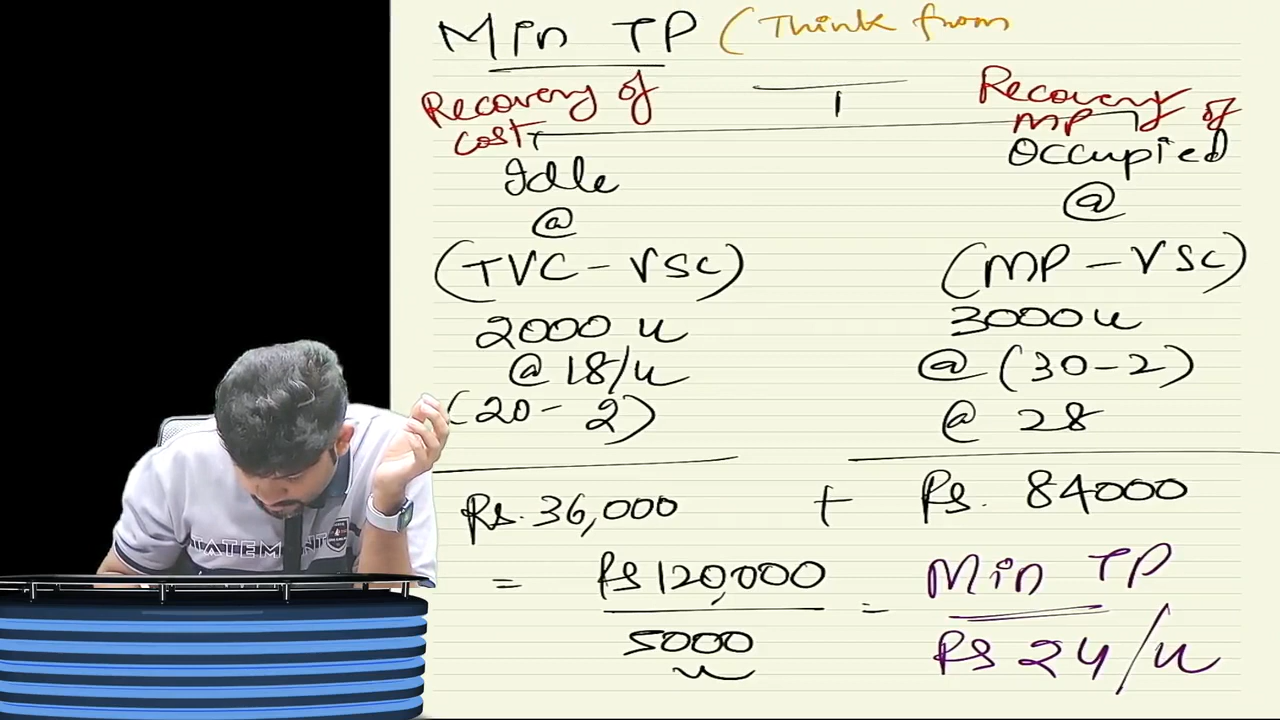 Min TP (Think from
Recovery of cost
Idle
@
(TVC - VSC)
2000 u
@ 18/u
(20 - 2)
Rs. 36,000
Recovery of MP
Occupied
@
(MP - VSC)
3000 u
@ (30-2)
@ 28
+ Rs. 84000
= Rs 120,000
5000 u
= Min TP
Rs 24/u
TATEMENT